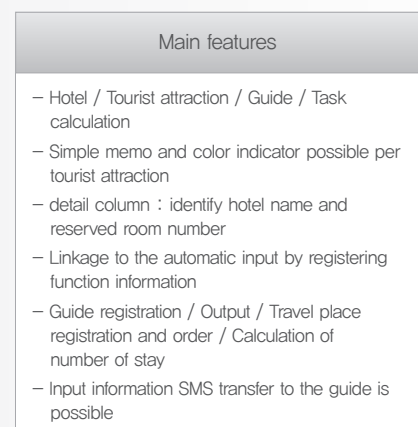 Main features
– Hotel / Tourist attraction / Guide / Task
calculation
– Simple memo and color indicator possible per
tourist attraction
– detail column : identify hotel name and
reserved room number
– Linkage to the automatic input by registering
function information
– Guide registration / Output / Travel place
registration and order / Calculation of
number of stay
– Input information SMS transfer to the guide is
possible